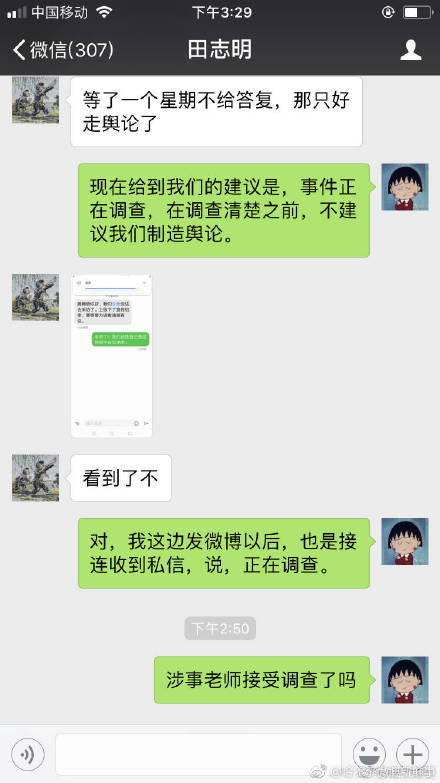 中国移动 下午3:29
微信(307) 田志明
等了一个星期不给答复，那只好
走舆论了
现在给到我们的建议是，事件正
在调查，在调查清楚之前，不建
议我们制造舆论。
看到了不
对，我这边发微博以后，也是接
连收到私信，说，正在调查。
下午2:50
涉事老师接受调查了吗